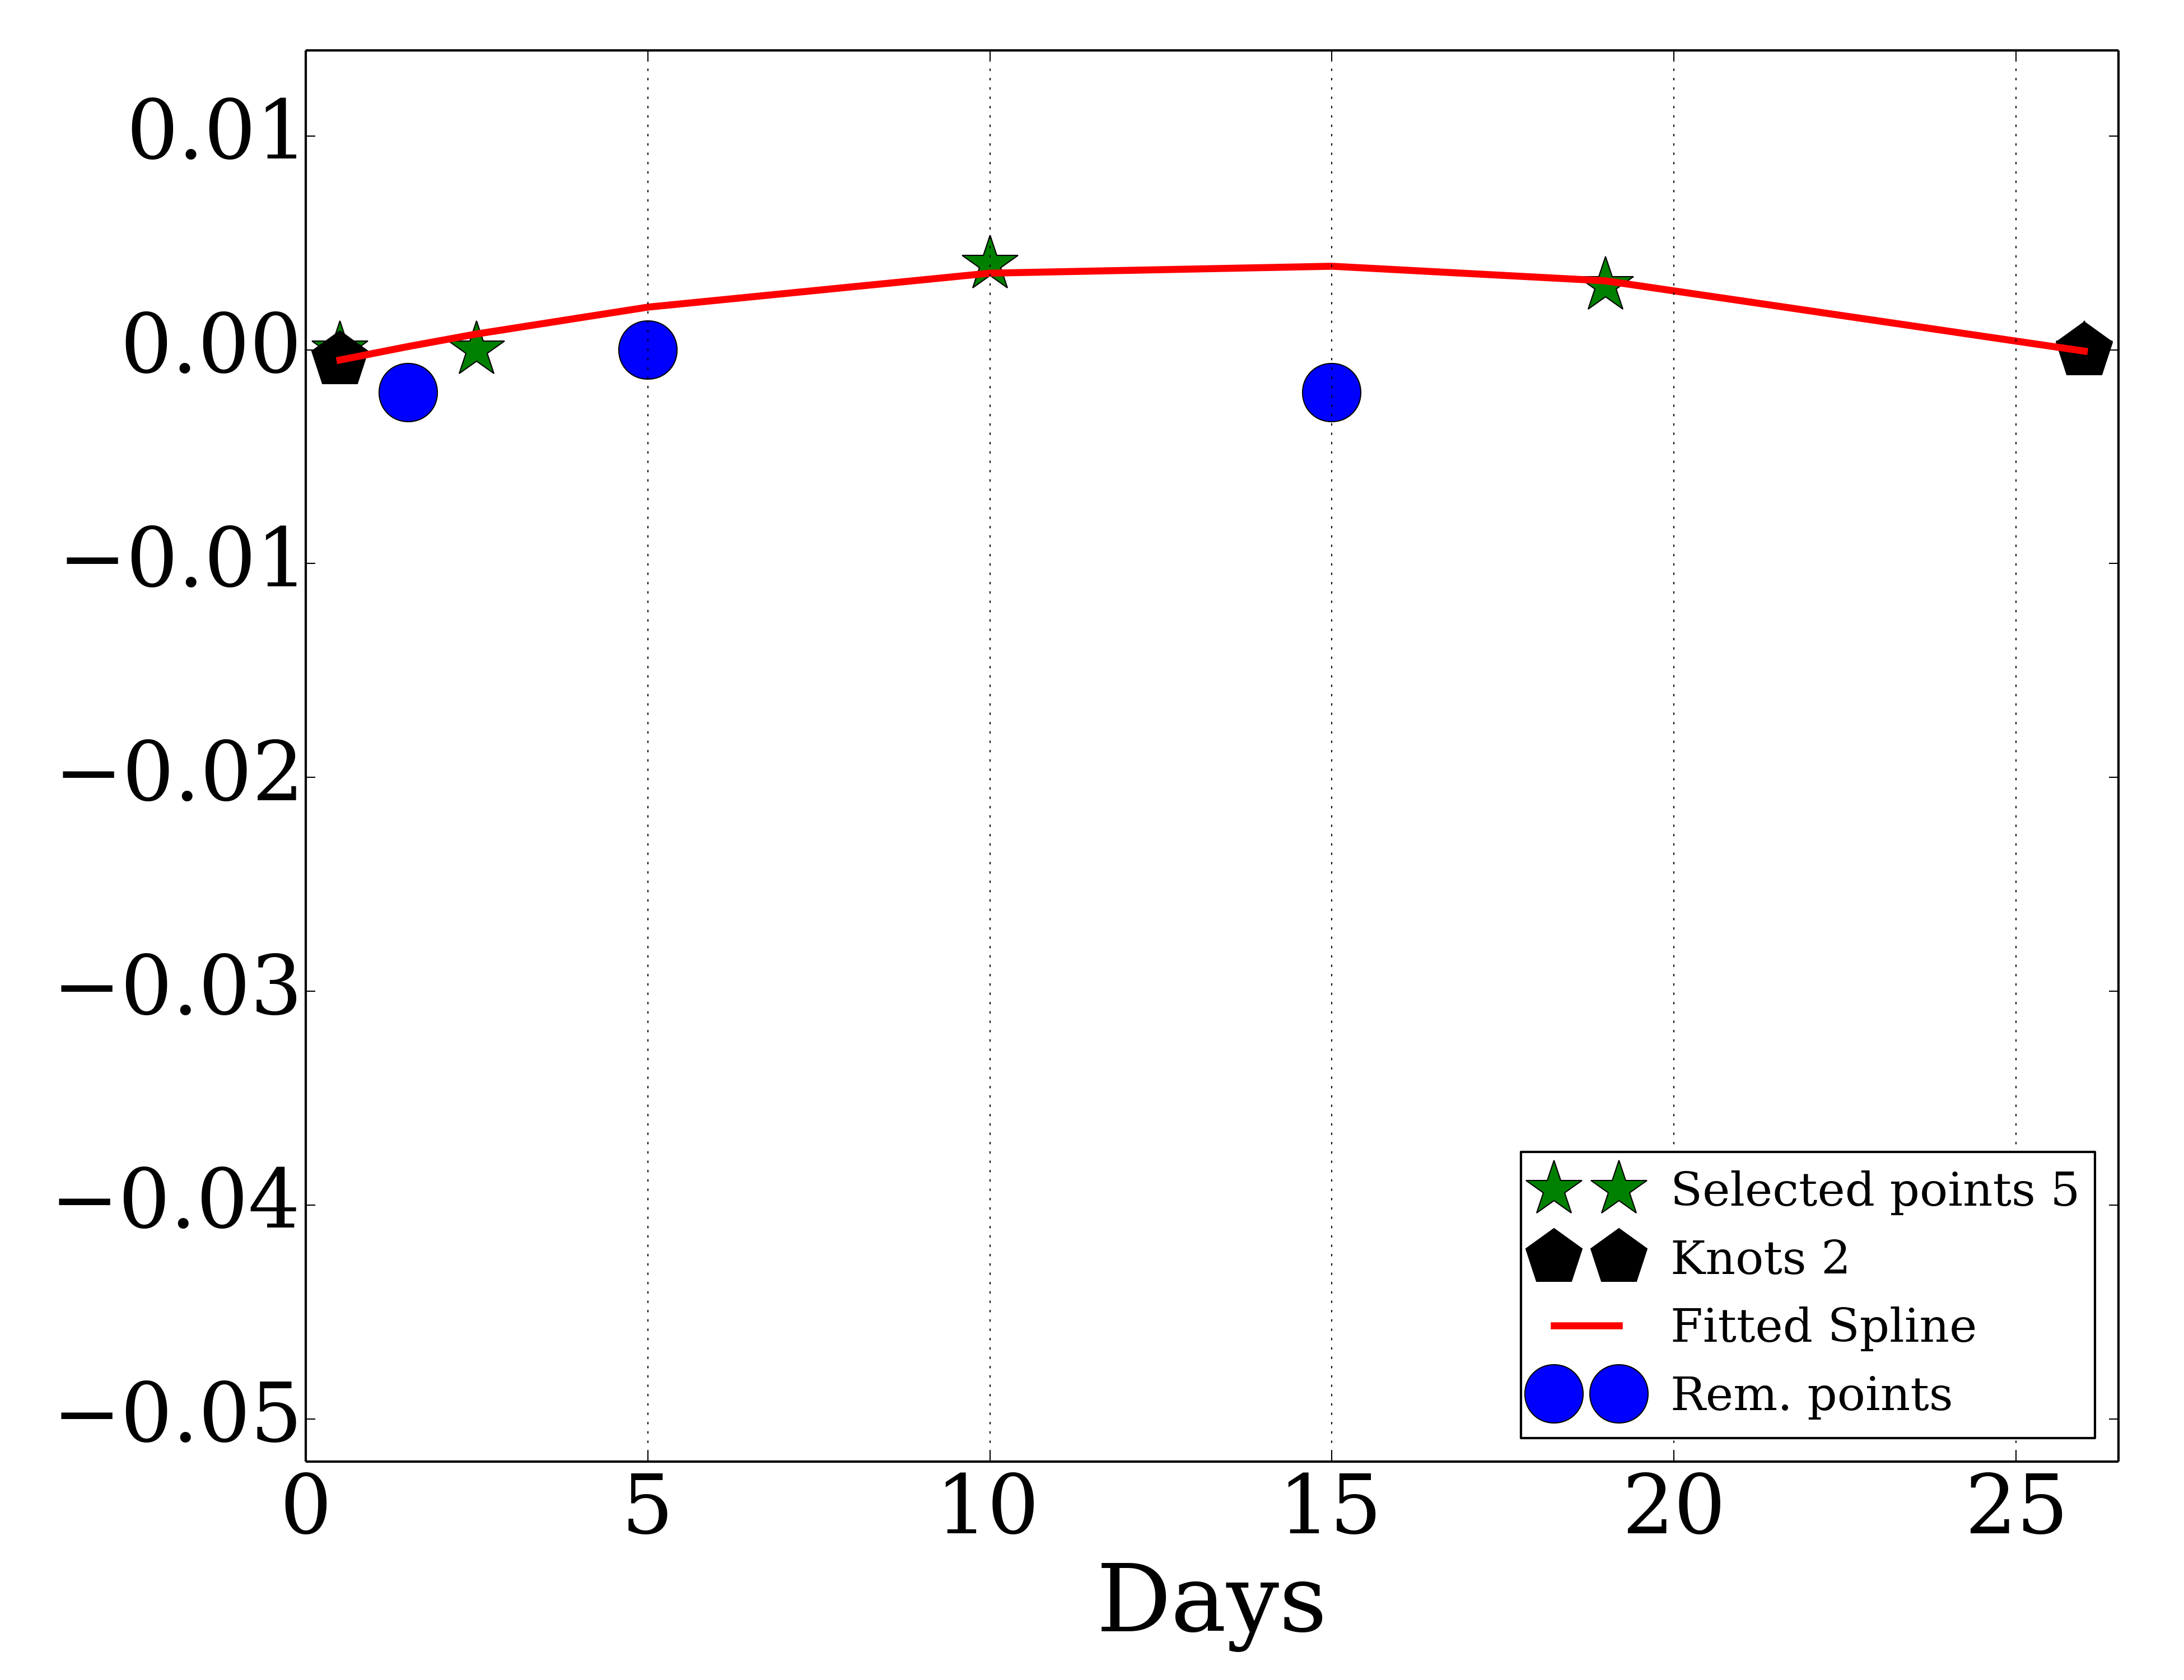 0.01
0.00
−0.01
−0.02
−0.03
−0.04
−0.05
0 5 10 15 20 25
Days
Selected points 5
Knots 2
Fitted Spline
Rem. points